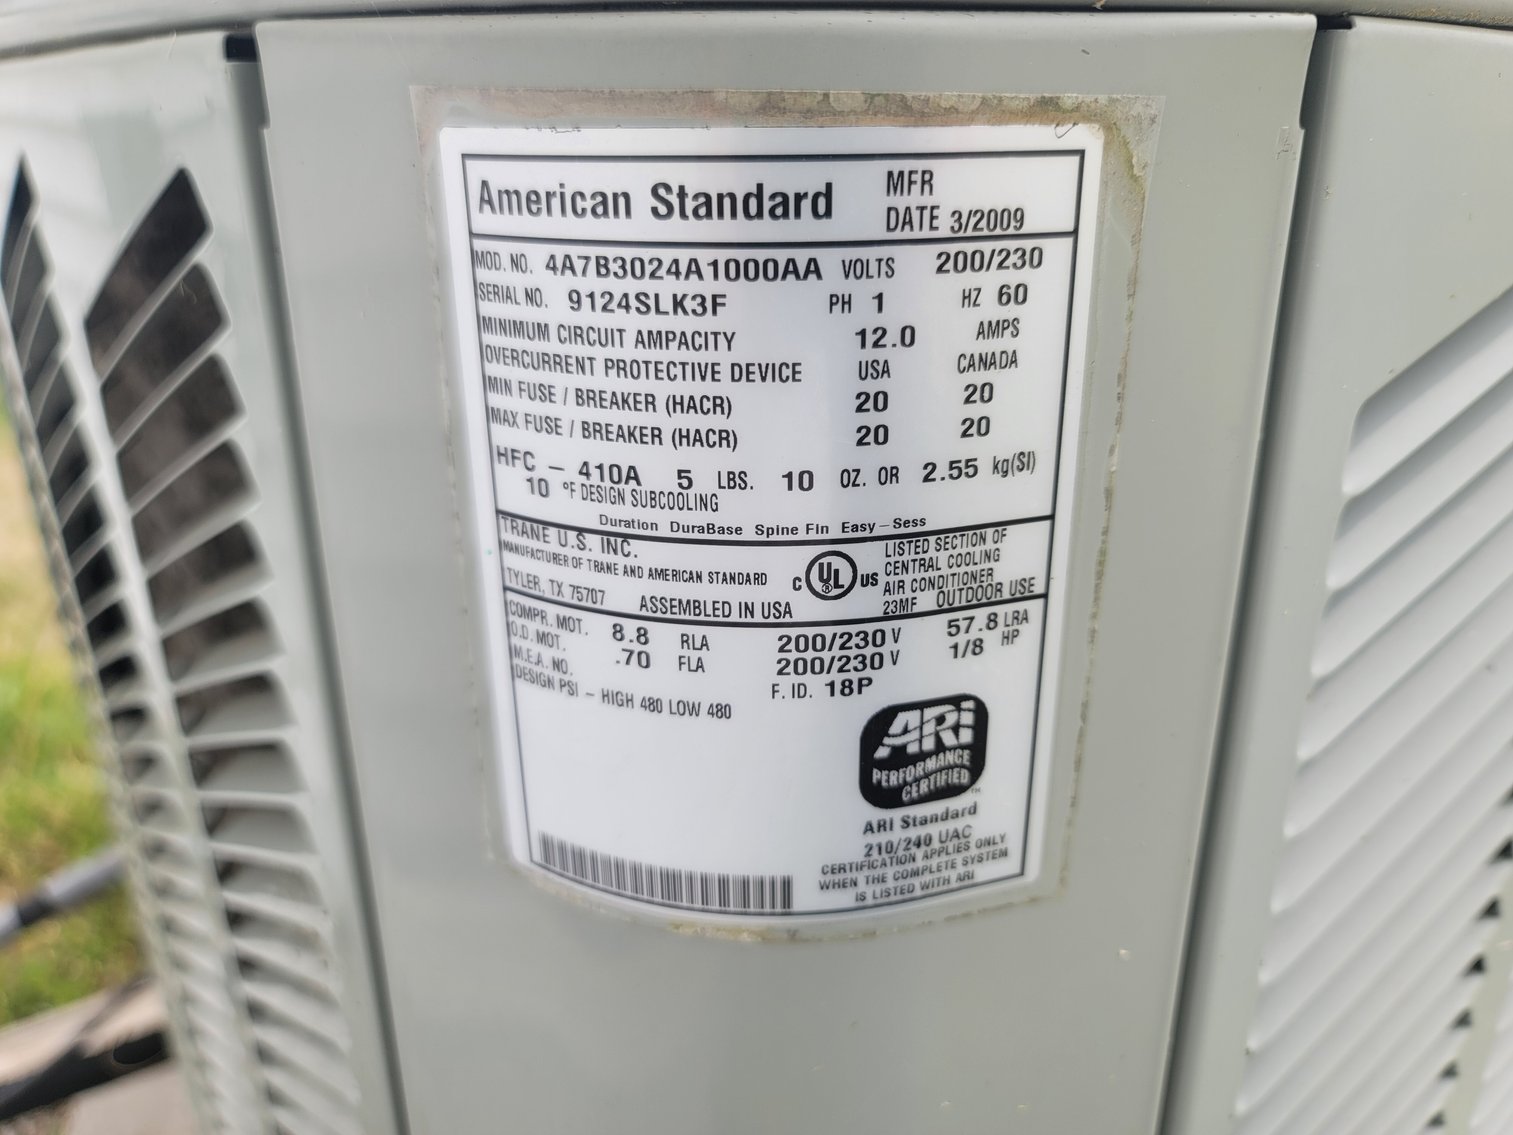 American Standard MFR DATE 3/2009
MOD. NO. 4A7B3024A1000AA VOLTS 200/230
SERIAL NO. 9124SLK3F PH 1 HZ 60
MINIMUM CIRCUIT AMPACITY 12.0 AMPS
OVERCURRENT PROTECTIVE DEVICE USA CANADA
MIN FUSE / BREAKER (HACR) 20 20
MAX FUSE / BREAKER (HACR) 20 20
HFC - 410A 5 LBS. 10 OZ. OR 2.55 kg(SI)
10 °F DESIGN SUBCOOLING
Duration DuraBase Spine Fin Easy-Sess
TRANE U.S. INC.
MANUFACTURER OF TRANE AND AMERICAN STANDARD
TYLER, TX 75707 ASSEMBLED IN USA
C UL ® US
LISTED SECTION OF
CENTRAL COOLING
AIR CONDITIONER
23MF OUTDOOR USE
COMPR. MOT. 8.8 RLA 200/230 V 57.8 LRA
O.D. MOT. .70 FLA 200/230 V 1/8 HP
M.E.A. NO. F. ID. 18P
DESIGN PSI - HIGH 480 LOW 480
ARi
PERFORMANCE
CERTIFIED
TM
ARI Standard
210/240 UAC
CERTIFICATION APPLIES ONLY
WHEN THE COMPLETE SYSTEM
IS LISTED WITH ARI